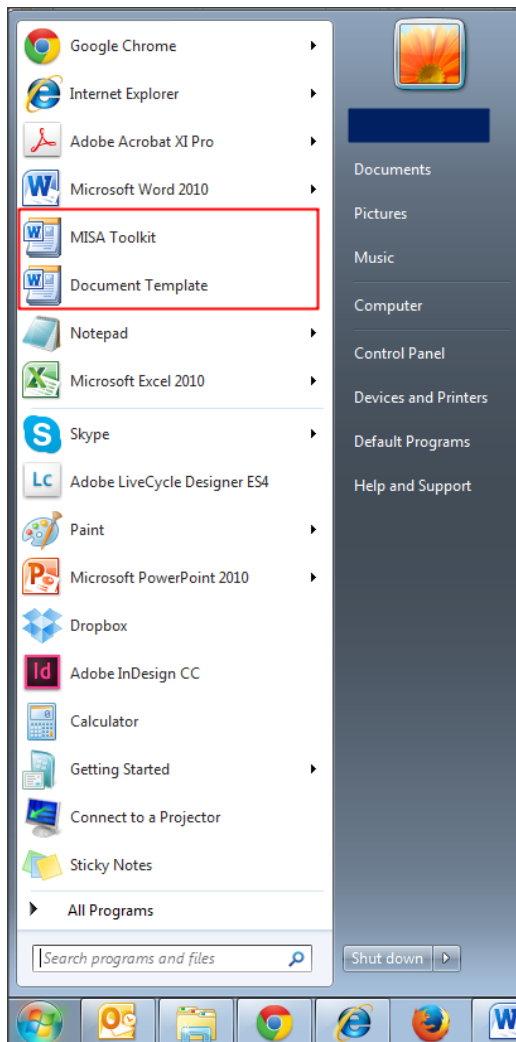 Google Chrome
Internet Explorer
Adobe Acrobat XI Pro
Microsoft Word 2010
MISA Toolkit
Document Template
Notepad
Microsoft Excel 2010
Skype
Lc
Adobe LiveCycle Designer ES4
Paint
Microsoft PowerPoint 2010
Dropbox
Id
Adobe InDesign CC
Calculator
Getting Started
Connect to a Projector
Sticky Notes
All Programs
Search programs and files
Documents
Pictures
Music
Computer
Control Panel
Devices and Printers
Default Programs
Help and Support
Shut down